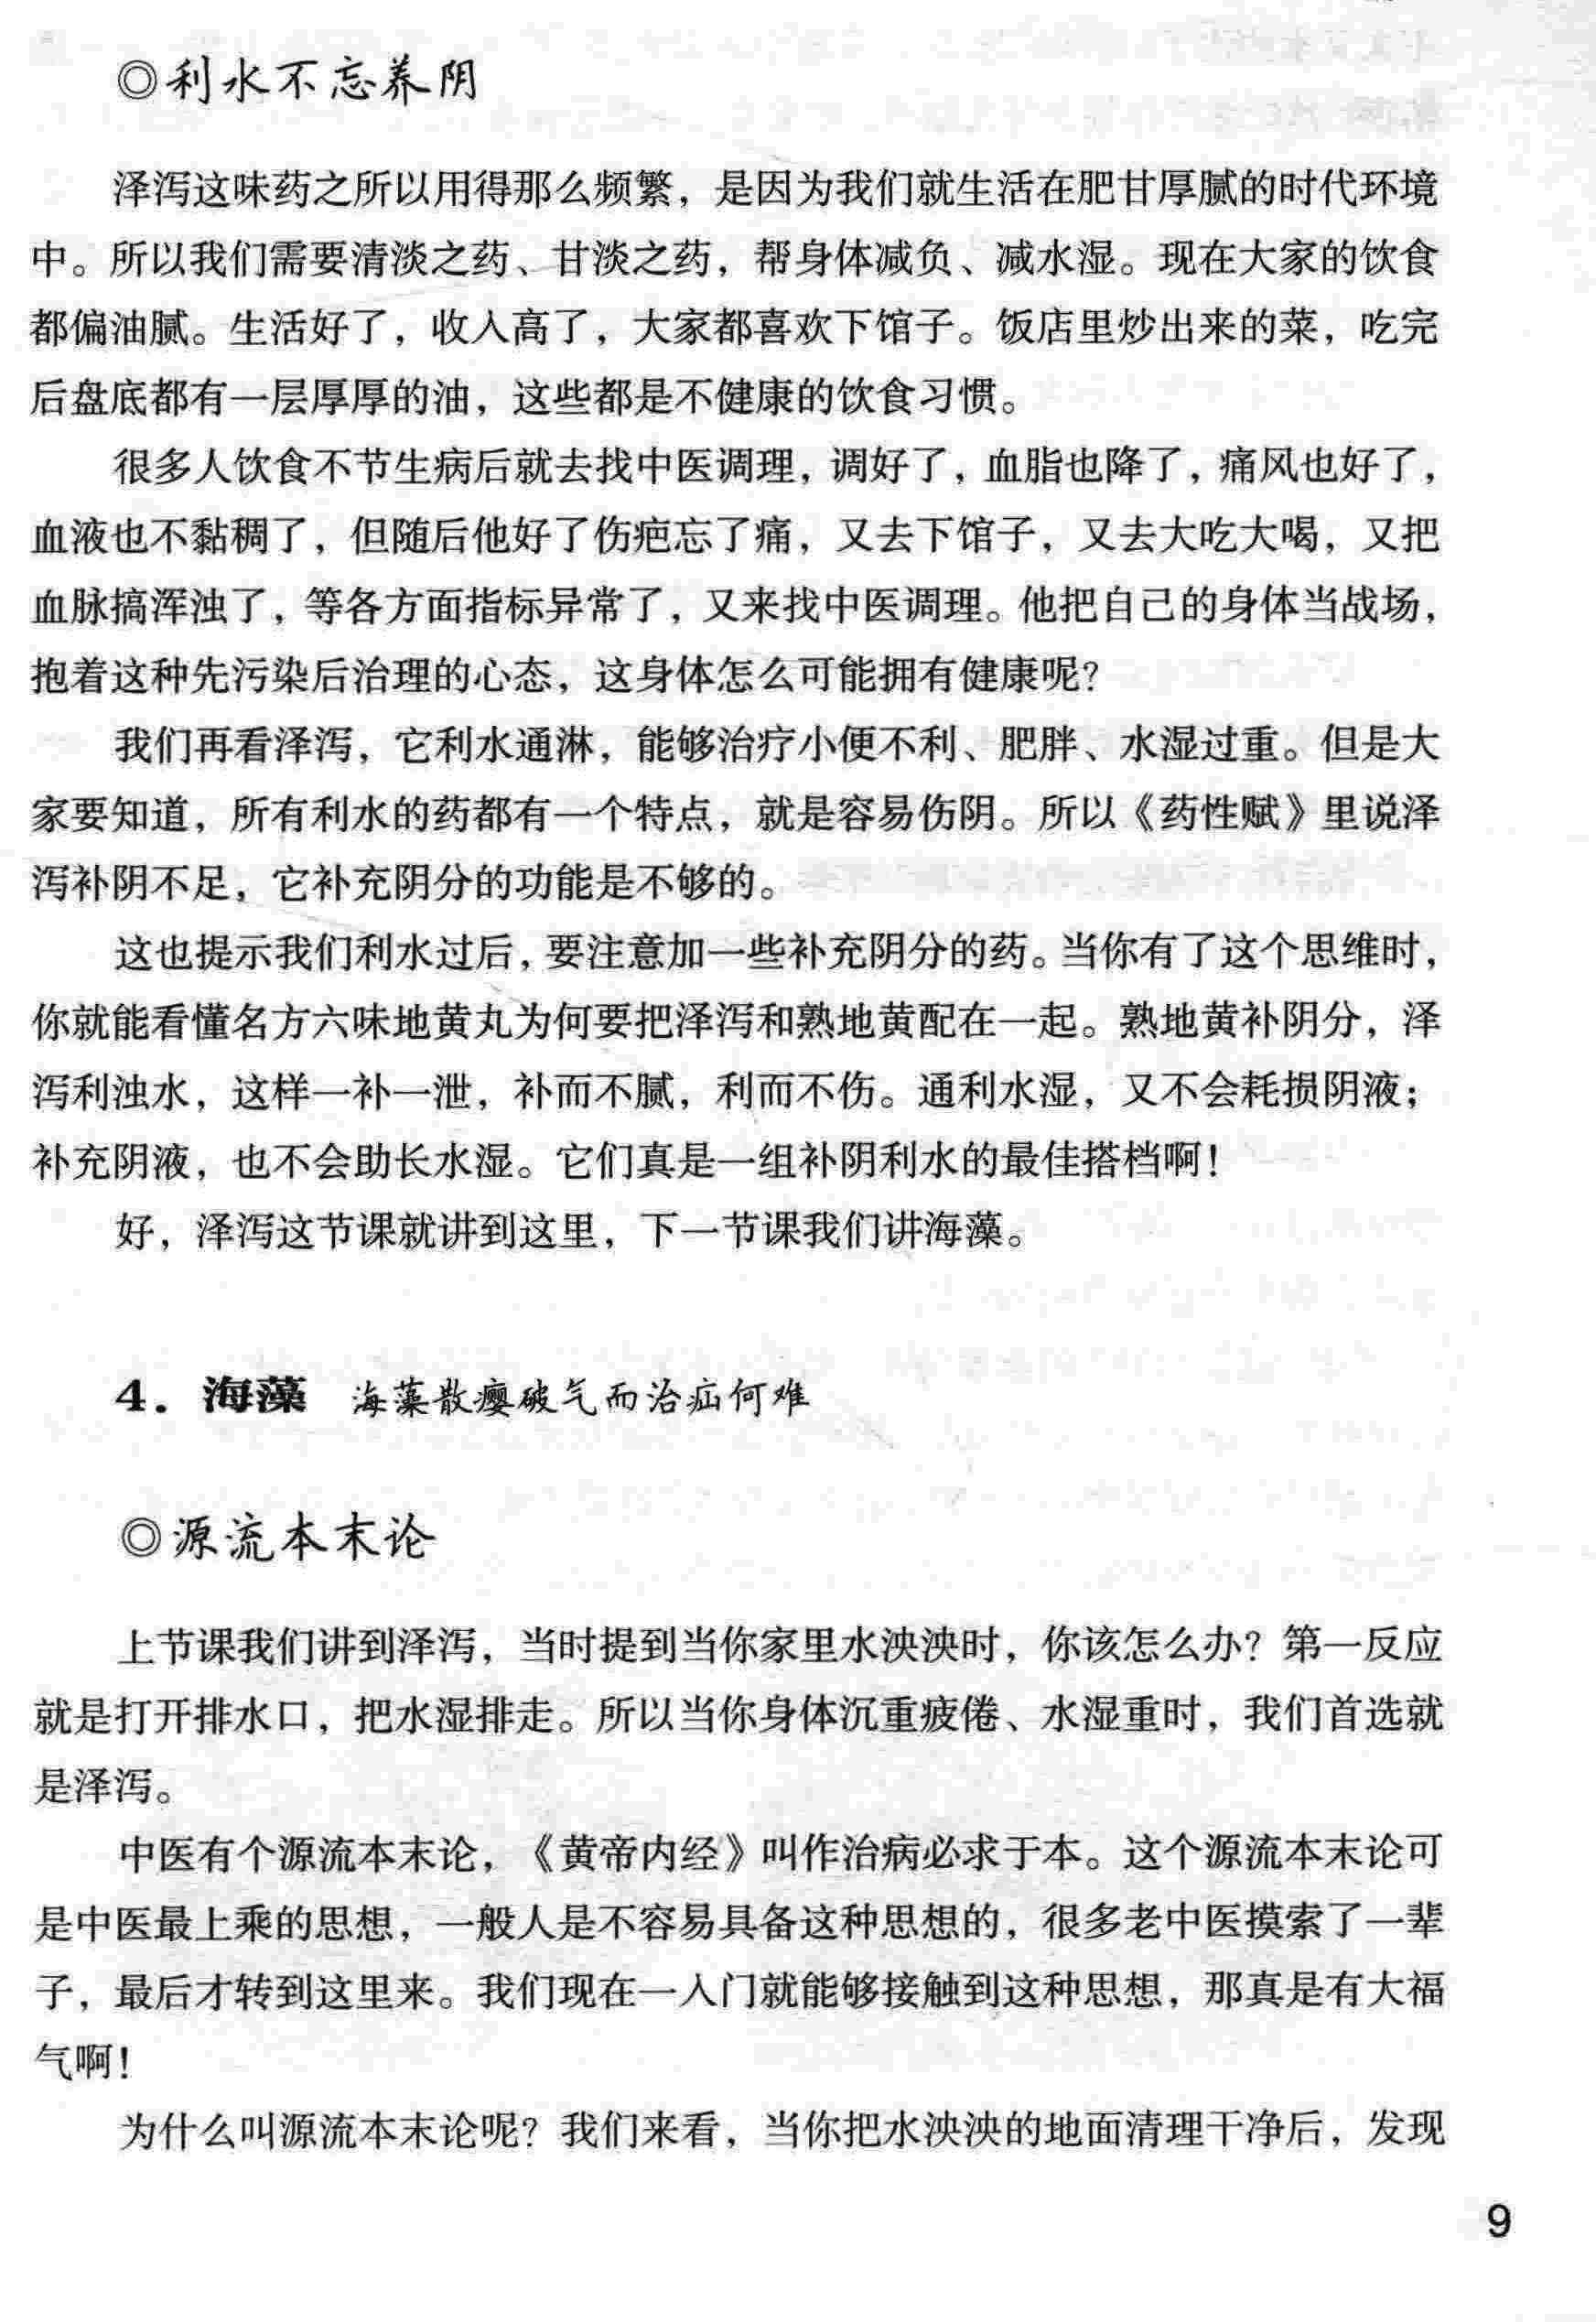 ◎利水不忘养阴
泽泻这味药之所以用得那么频繁，是因为我们就生活在肥甘厚腻的时代环境
中。所以我们需要清淡之药、甘淡之药，帮身体减负、减水湿。现在大家的饮食
都偏油腻。生活好了，收入高了，大家都喜欢下馆子。饭店里炒出来的菜，吃完
后盘底都有一层厚厚的油，这些都是不健康的饮食习惯。
很多人饮食不节生病后就去找中医调理，调好了，血脂也降了，痛风也好了，
血液也不黏稠了，但随后他好了伤疤忘了痛，又去下馆子，又去大吃大喝，又把
血脉搞浑浊了，等各方面指标异常了，又来找中医调理。他把自己的身体当战场，
抱着这种先污染后治理的心态，这身体怎么可能拥有健康呢？
我们再看泽泻，它利水通淋，能够治疗小便不利、肥胖、水湿过重。但是大
家要知道，所有利水的药都有一个特点，就是容易伤阴。所以《药性赋》里说泽
泻补阴不足，它补充阴分的功能是不够的。
这也提示我们利水过后，要注意加一些补充阴分的药。当你有了这个思维时，
你就能看懂名方六味地黄丸为何要把泽泻和熟地黄配在一起。熟地黄补阴分，泽
泻利浊水，这样一补一泄，补而不腻，利而不伤。通利水湿，又不会耗损阴液；
补充阴液，也不会助长水湿。它们真是一组补阴利水的最佳搭档啊！
好，泽泻这节课就讲到这里，下一节课我们讲海藻。
4．海藻 海藻散瘿破气而治疝何难
◎源流本末论
上节课我们讲到泽泻，当时提到当你家里水泱泱时，你该怎么办？第一反应
就是打开排水口，把水湿排走。所以当你身体沉重疲倦、水湿重时，我们首选就
是泽泻。
中医有个源流本末论，《黄帝内经》叫作治病必求于本。这个源流本末论可
是中医最上乘的思想，一般人是不容易具备这种思想的，很多老中医摸索了一辈
子，最后才转到这里来。我们现在一入门就能够接触到这种思想，那真是有大福
气啊！
为什么叫源流本末论呢？我们来看，当你把水泱泱的地面清理干净后，发现
9